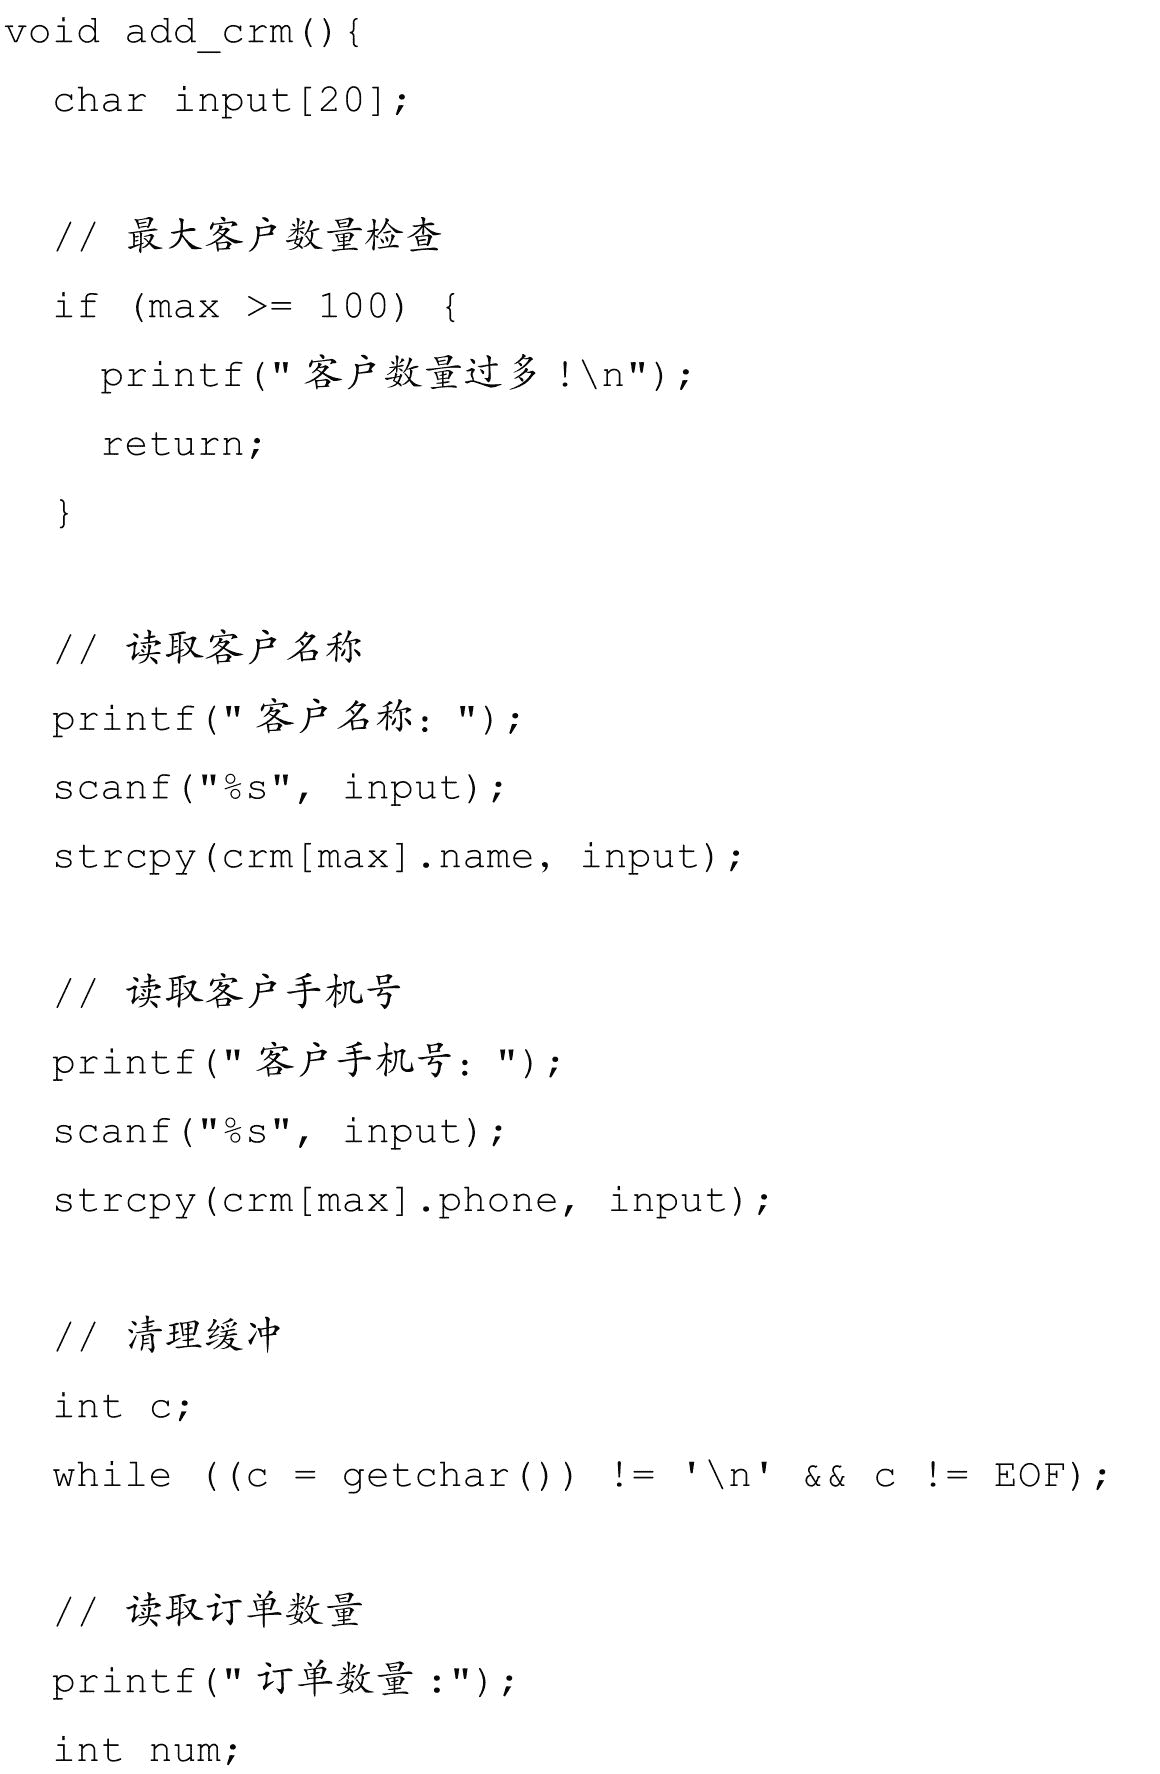 void add_crm(){
  char input[20];

  // 最大客户数量检查
  if (max >= 100) {
    printf("客户数量过多!\n");
    return;
  }

  // 读取客户名称
  printf("客户名称：");
  scanf("%s", input);
  strcpy(crm[max].name, input);

  // 读取客户手机号
  printf("客户手机号：");
  scanf("%s", input);
  strcpy(crm[max].phone, input);

  // 清理缓冲
  int c;
  while ((c = getchar()) != '\n' && c != EOF);

  // 读取订单数量
  printf("订单数量:");
  int num;